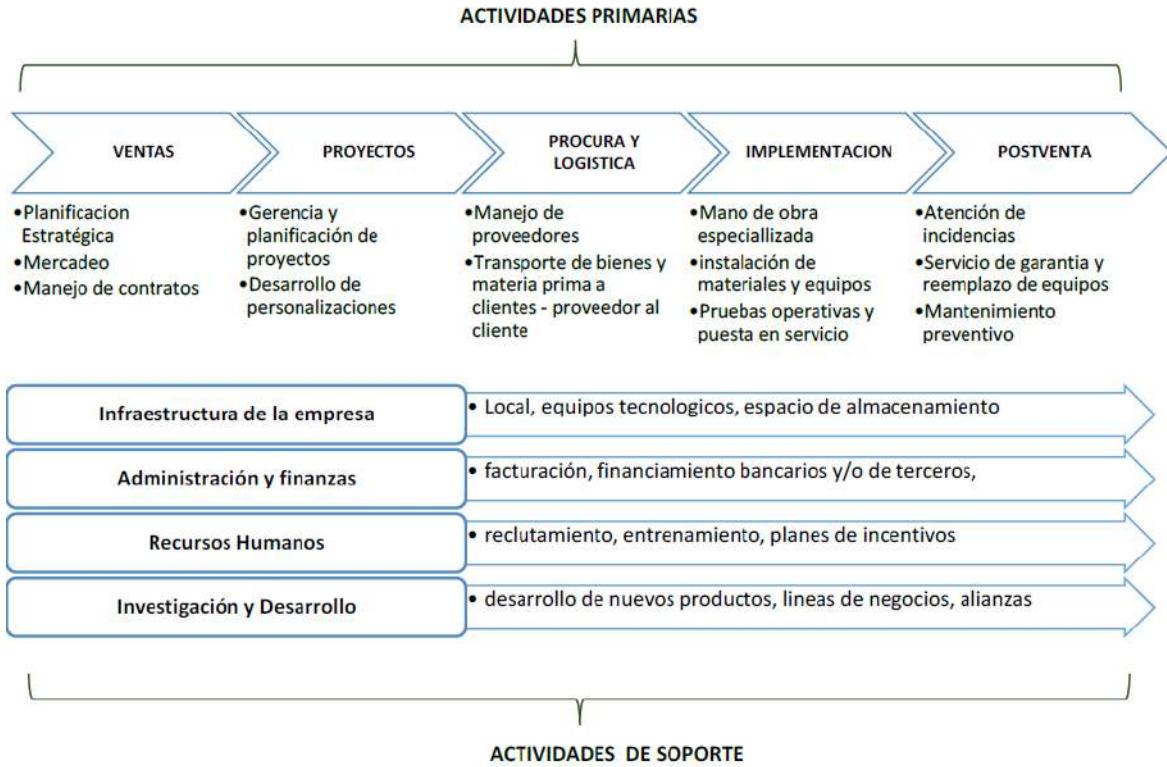 ACTIVIDADES PRIMARIAS
VENTAS
•Planificacion
Estratégica
•Mercadeo
•Manejo de contratos
PROYECTOS
•Gerencia y
planificación de
proyectos
•Desarrollo de
personalizaciones
PROCURA Y
LOGISTICA
•Manejo de
proveedores
•Transporte de bienes y
materia prima a
clientes - proveedor al
cliente
IMPLEMENTACION
•Mano de obra
especiallizada
•instalación de
materiales y equipos
•Pruebas operativas y
puesta en servicio
POSTVENTA
•Atención de
incidencias
•Servicio de garantia y
reemplazo de equipos
•Mantenimiento
preventivo
Infraestructura de la empresa
• Local, equipos tecnologicos, espacio de almacenamiento
Administración y finanzas
• facturación, financiamiento bancarios y/o de terceros,
Recursos Humanos
• reclutamiento, entrenamiento, planes de incentivos
Investigación y Desarrollo
• desarrollo de nuevos productos, lineas de negocios, alianzas
ACTIVIDADES DE SOPORTE